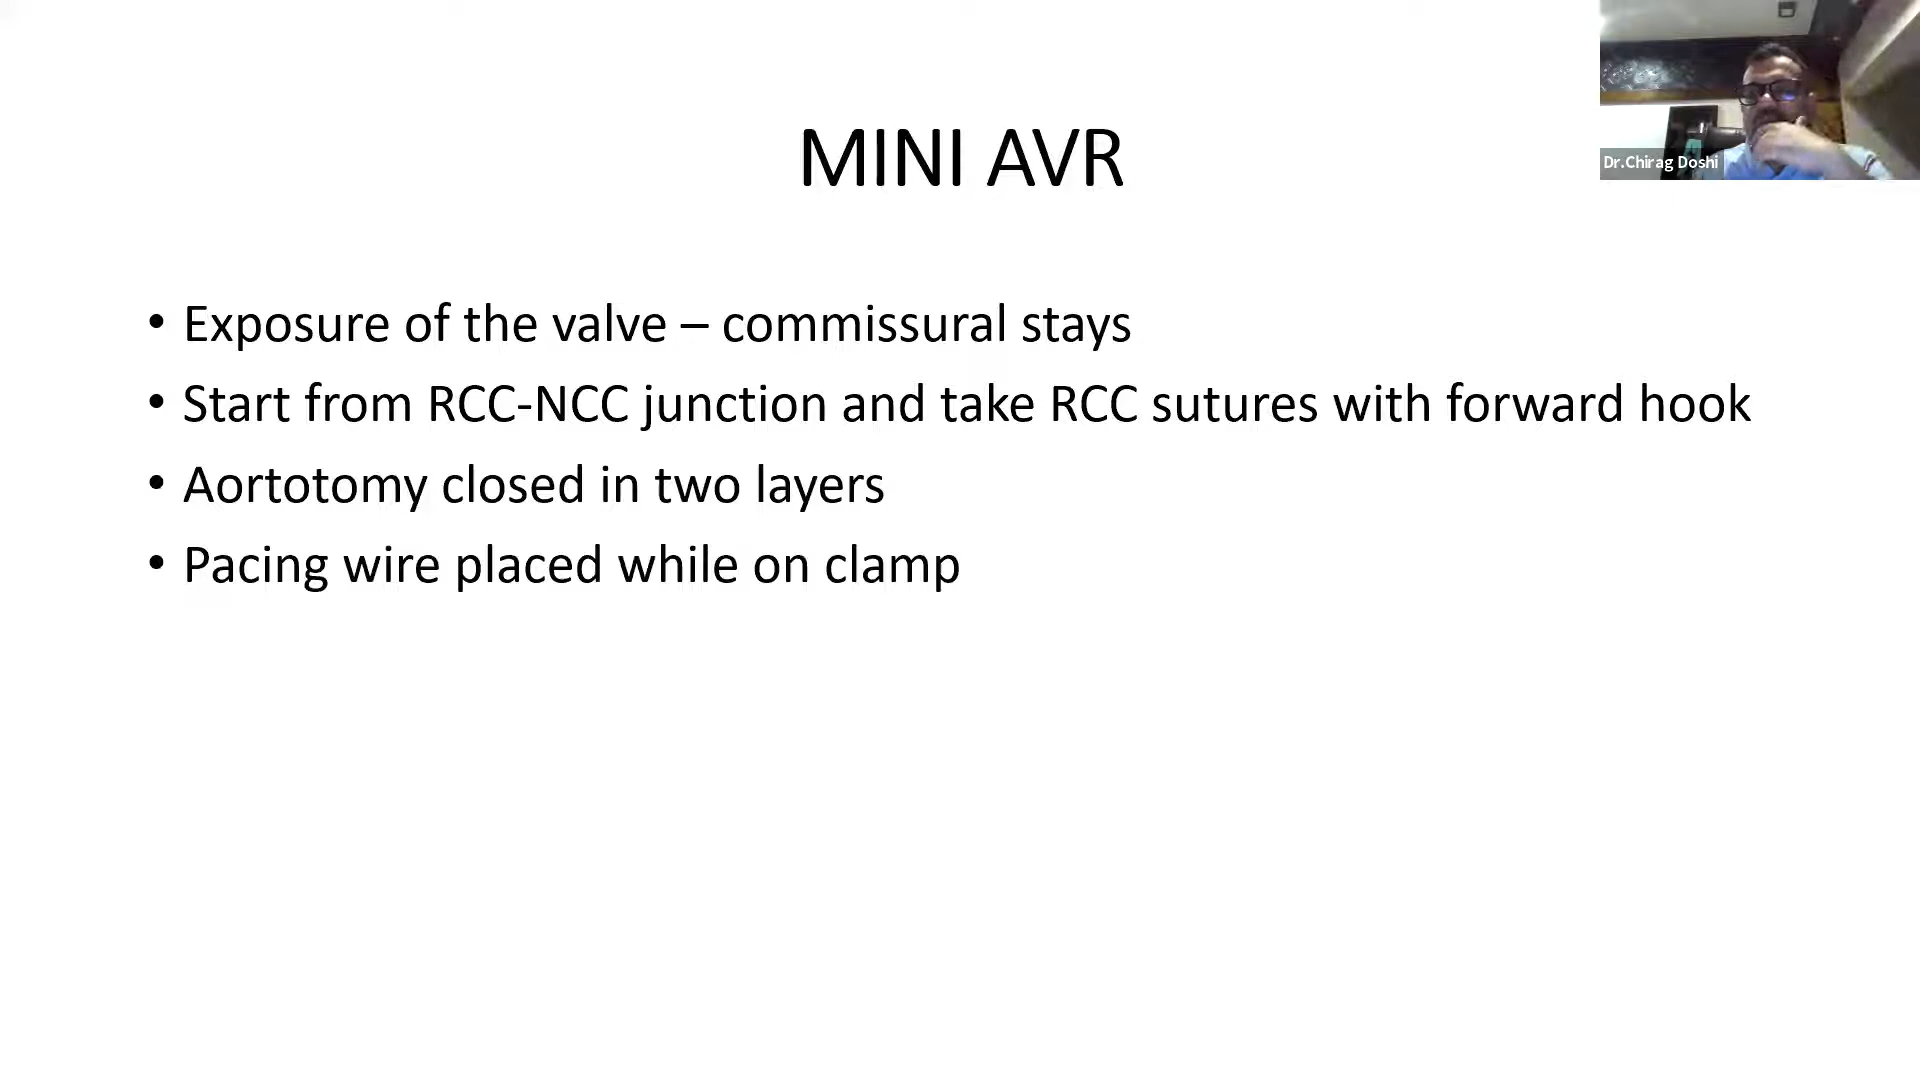 MINI AVR
Dr.Chirag Doshi
• Exposure of the valve – commissural stays
• Start from RCC-NCC junction and take RCC sutures with forward hook
• Aortotomy closed in two layers
• Pacing wire placed while on clamp